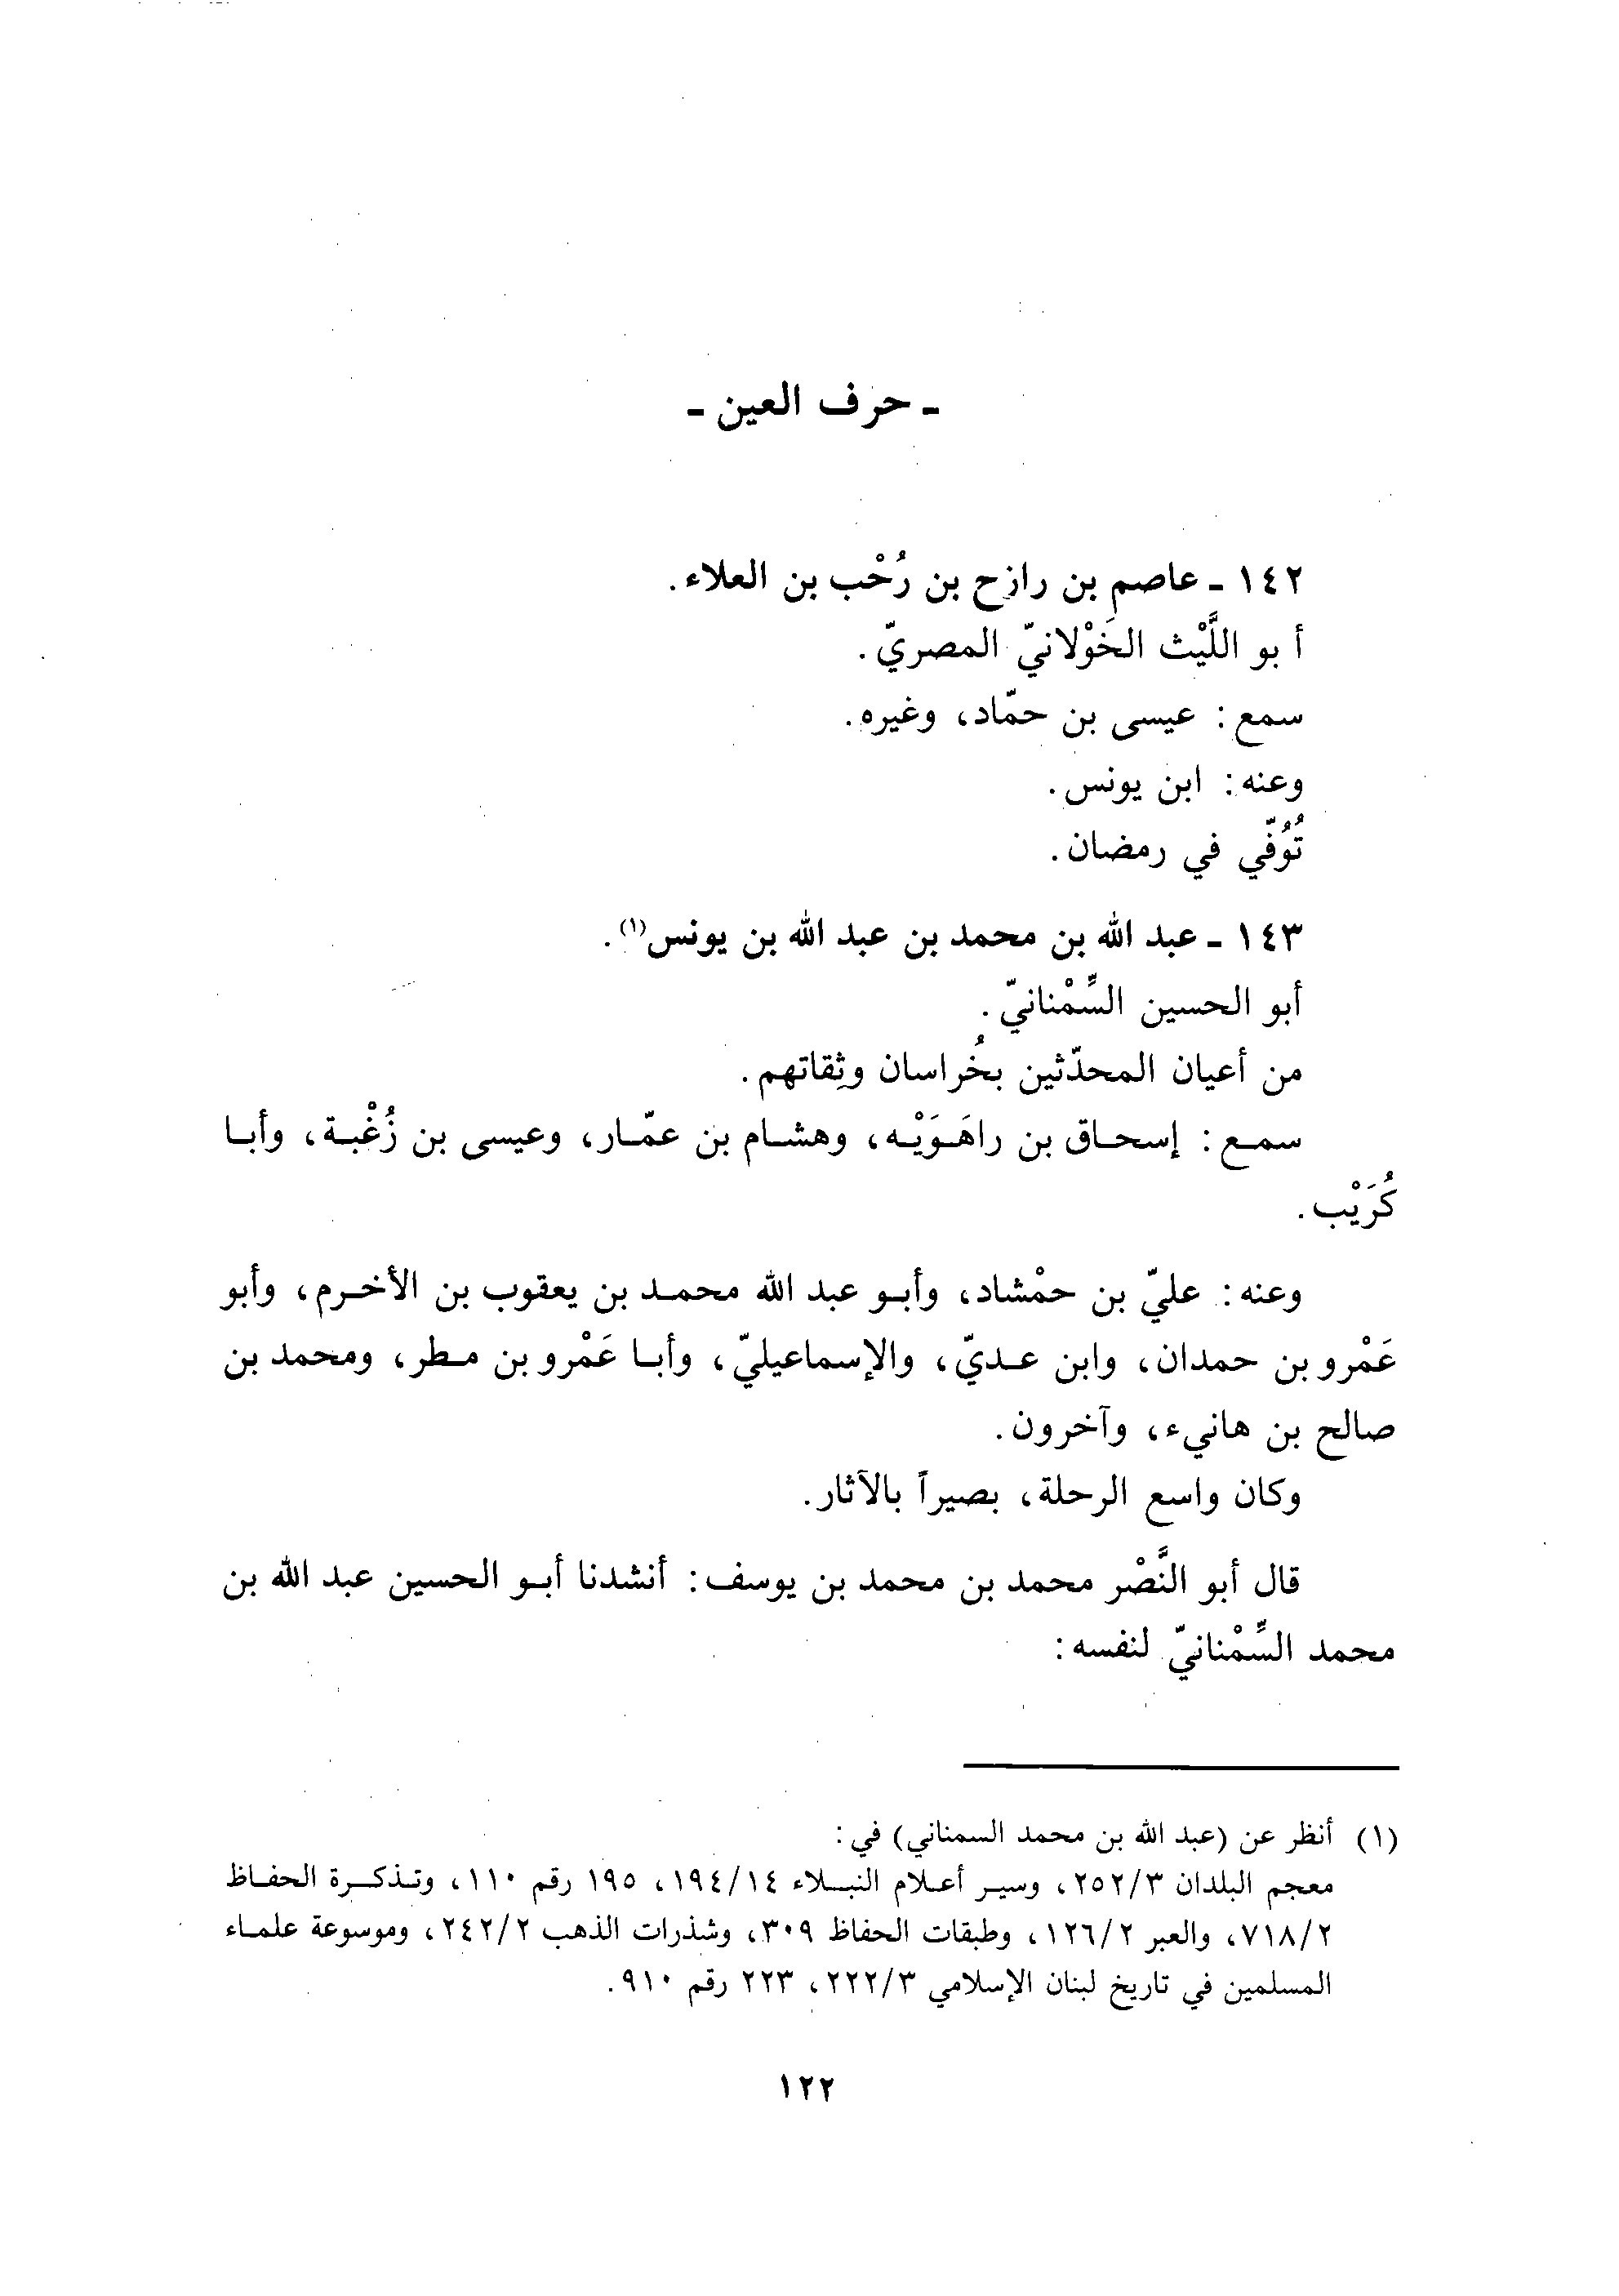 ـ حرف العين ـ
١٤٢ ـ عاصم بن رازح بن رُحْب بن العلاء.
أ بو اللَّيْث الخَوْلانيّ المصريّ.
سمع: عيسى بن حمّاد، وغيره.
وعنه: ابن يونس.
تُوُفّي في رمضان.
١٤٣ ـ عبد الله بن محمد بن عبد الله بن يونس(١).
أبو الحسين السِّمْنانيّ.
من أعيان المحدّثين بخُراسان وثِقاتهم.
سمع: إسحاق بن راهَوَيْه، وهشام بن عمّار، وعيسى بن زُغْبة، وأبا
كُرَيْب.
وعنه: عليّ بن حمْشاد، وأبو عبد الله محمد بن يعقوب بن الأخرم، وأبو
عَمْرو بن حمدان، وابن عديّ، والإسماعيليّ، وأبا عَمْرو بن مطر، ومحمد بن
صالح بن هانيء، وآخرون.
وكان واسع الرحلة، بصيراً بالآثار.
قال أبو النَّضْر محمد بن محمد بن يوسف: أنشدنا أبو الحسين عبد الله بن
محمد السِّمْنانيّ لنفسه:
(١) أنظر عن (عبد الله بن محمد السمناني) في:
معجم البلدان ٢٥٢/٣، وسير أعلام النبلاء ١٩٤/١٤، ١٩٥ رقم ١١٠، وتذكرة الحفاظ
٧١٨/٢، والعبر ١٢٦/٢، وطبقات الحفاظ ٣٠٩، وشذرات الذهب ٢٤٢/٢، وموسوعة علماء
المسلمين في تاريخ لبنان الإسلامي ٢٢٢/٣، ٢٢٣ رقم ٩١٠.
١٢٢